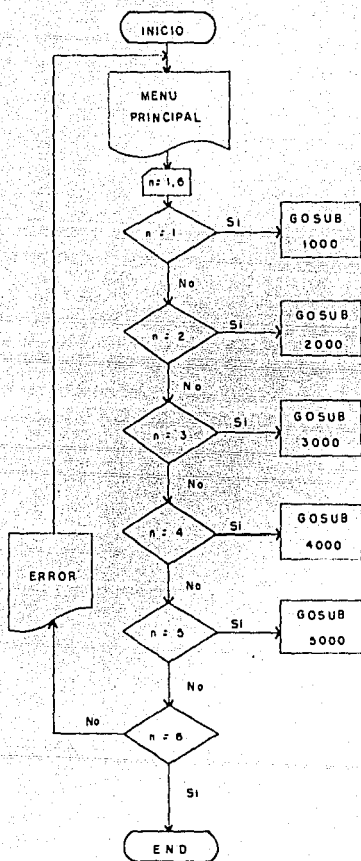 INICIO
MENU
PRINCIPAL
n= 1,6
n = 1
Si
GOSUB
1000
No
n = 2
Si
GOSUB
2000
No
n = 3
Si
GOSUB
3000
No
n = 4
Si
GOSUB
4000
ERROR
No
n = 5
Si
GOSUB
5000
No
No
n = 6
Si
END